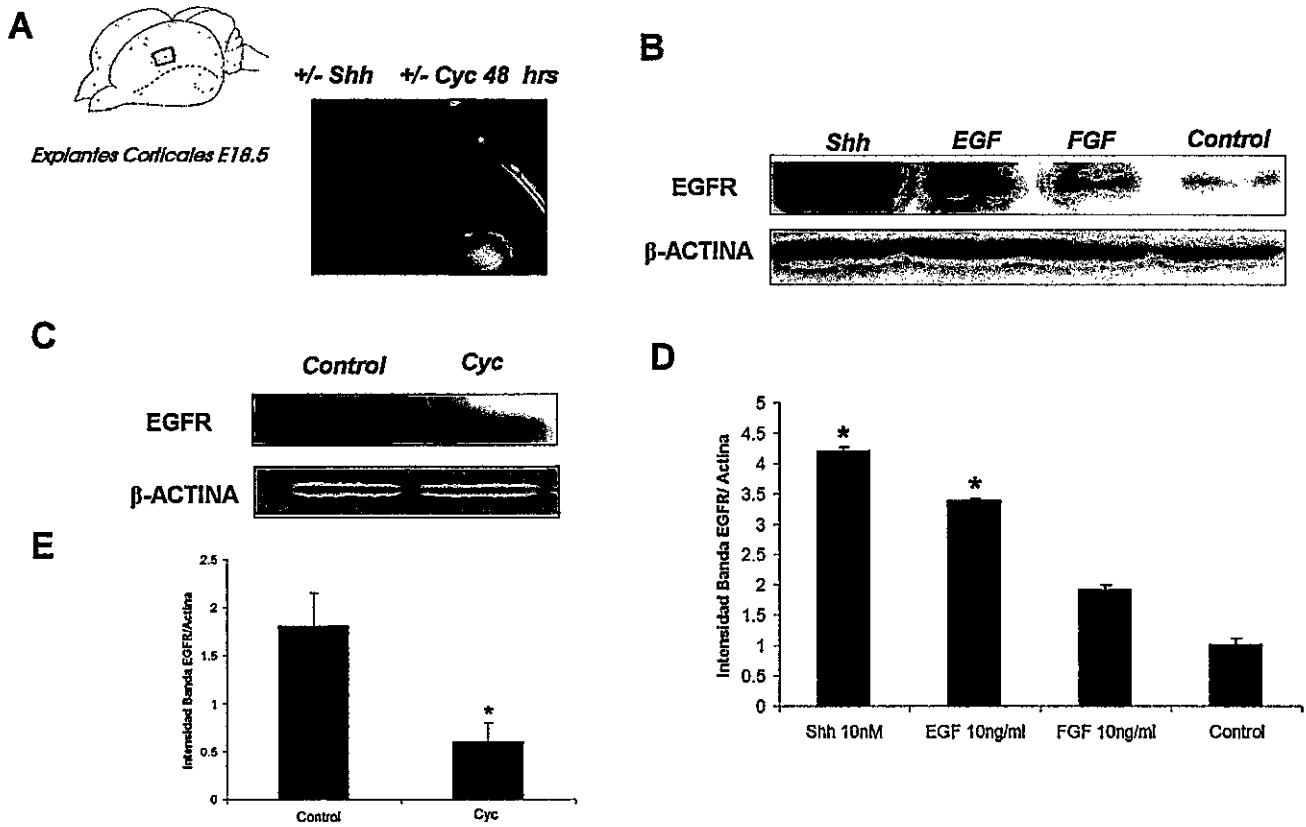 A
+/- Shh +/- Cyc 48 hrs
Explantes Corticales E18.5
B
Shh EGF FGF Control
EGFR
β-ACTINA
C
Control Cyc
EGFR
β-ACTINA
D
Intensidad Banda EGFR/ Actina
5
4.5
4
3.5
3
2.5
2
1.5
1
0.5
0
*
*
Shh 10nM EGF 10ng/ml FGF 10ng/ml Control
E
Intensidad Banda EGFR/Actina
2.5
2
1.5
1
0.5
0
*
Control Cyc